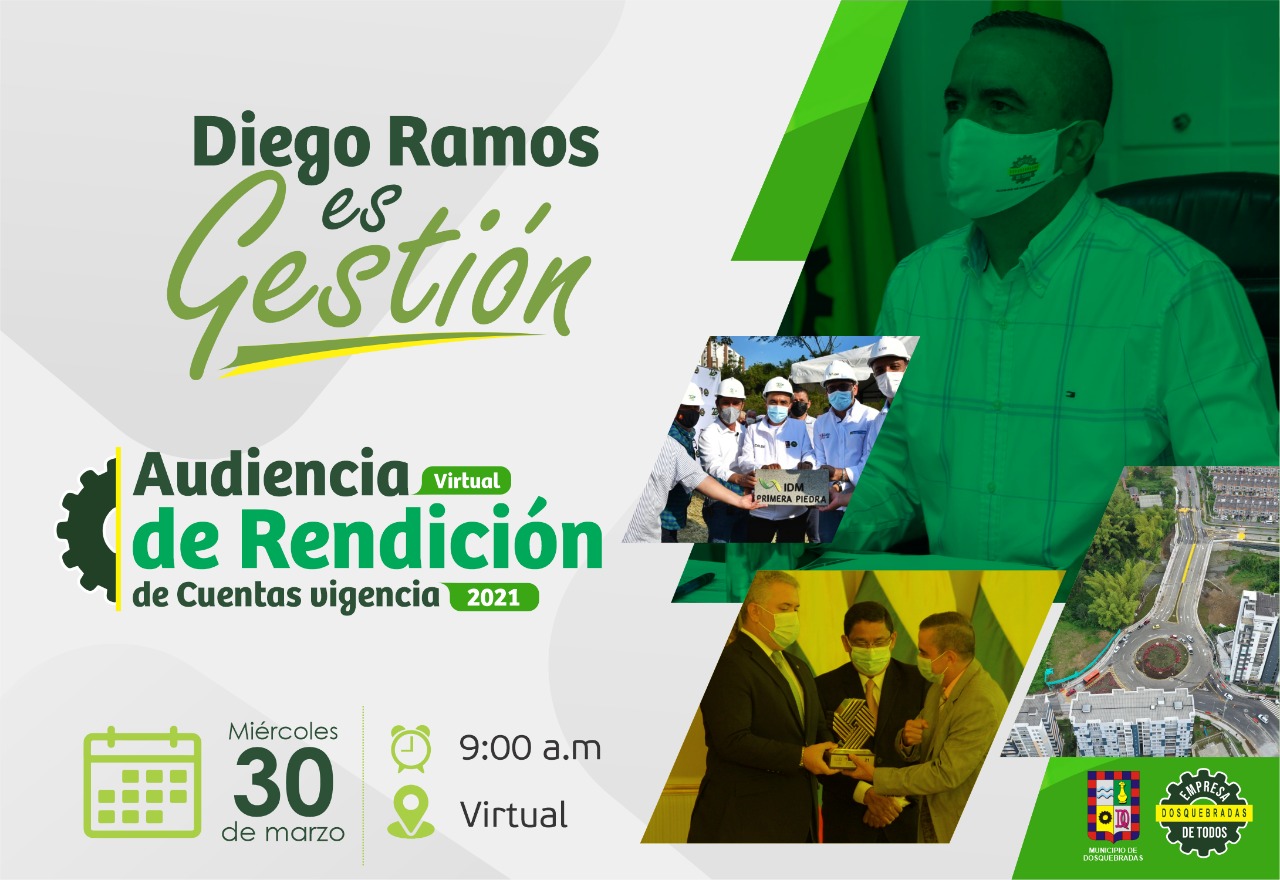 Diego Ramos
es
Gestión
Audiencia Virtual
de Rendición
de Cuentas vigencia 2021
Miércoles
30
de marzo
9:00 a.m
Virtual
IDM
PRIMERA PIEDRA
MUNICIPIO DE
DOSQUEBRADAS
EMPRESA
DOSQUEBRADAS
DE TODOS